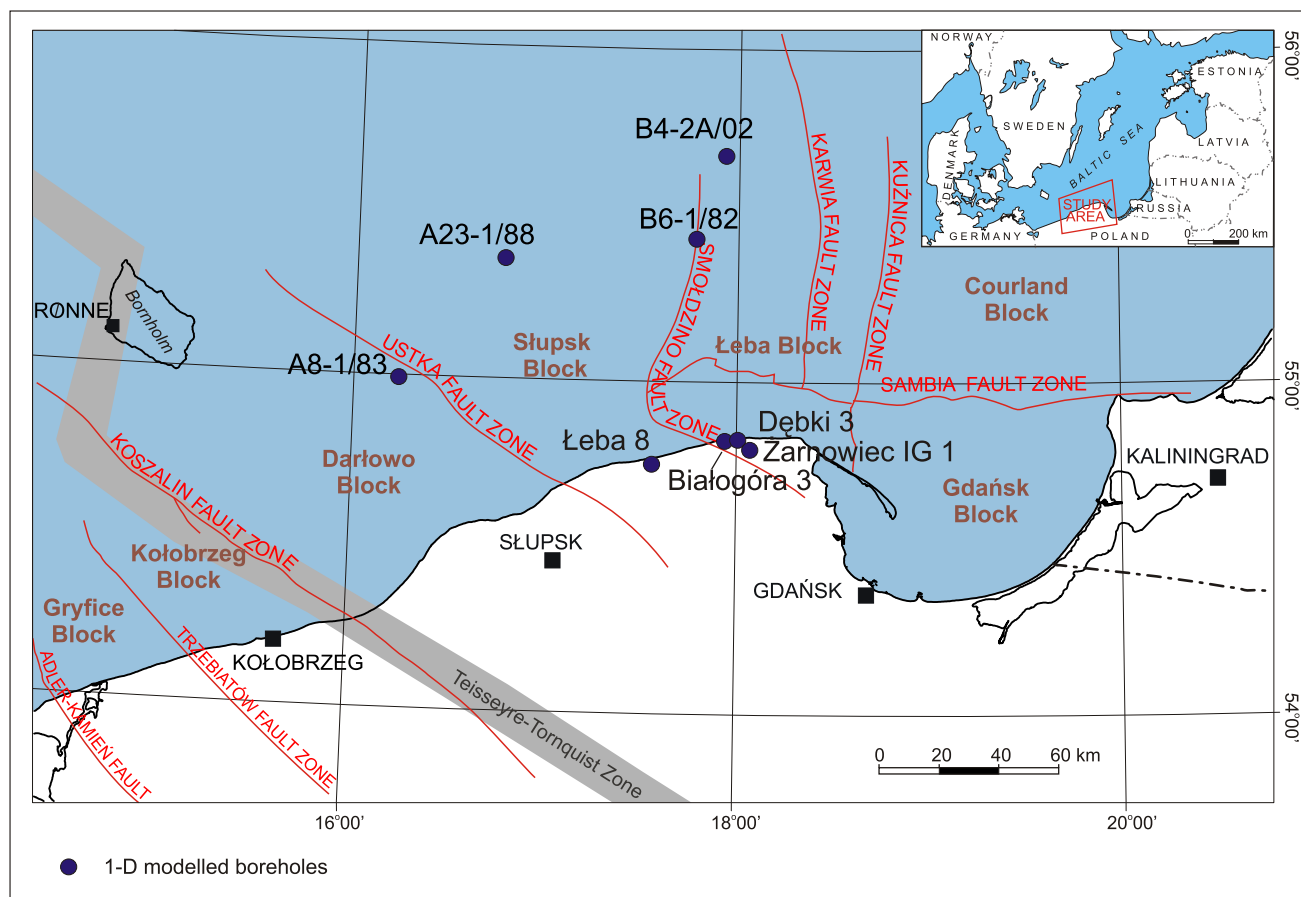 NORWAY
ESTONIA
SWEDEN
DENMARK
BALTIC SEA
LATVIA
LITHUANIA
STUDY
AREA
RUSSIA
GERMANY
POLAND
0
200 km
56°00'
B4-2A/02
KARWIA FAULT ZONE
KUŹNICA FAULT ZONE
B6-1/82
A23-1/88
SMOŁDZINO FAULT ZONE
Courland
Block
RØNNE
Bornholm
USTKA FAULT ZONE
Słupsk
Block
Łeba Block
A8-1/83
55°00'
SAMBIA FAULT ZONE
KOSZALIN FAULT ZONE
Darłowo
Block
Łeba 8
Dębki 3
Żarnowiec IG 1
Białogóra 3
KALININGRAD
Gdańsk
Block
SŁUPSK
Kołobrzeg
Block
GDAŃSK
Gryfice
Block
KOŁOBRZEG
TRZEBIATÓW FAULT ZONE
ADLER-KAMIEŃ FAULT
Teisseyre-Tornquist Zone
54°00'
0 20 40 60 km
16°00'
18°00'
20°00'
1-D modelled boreholes